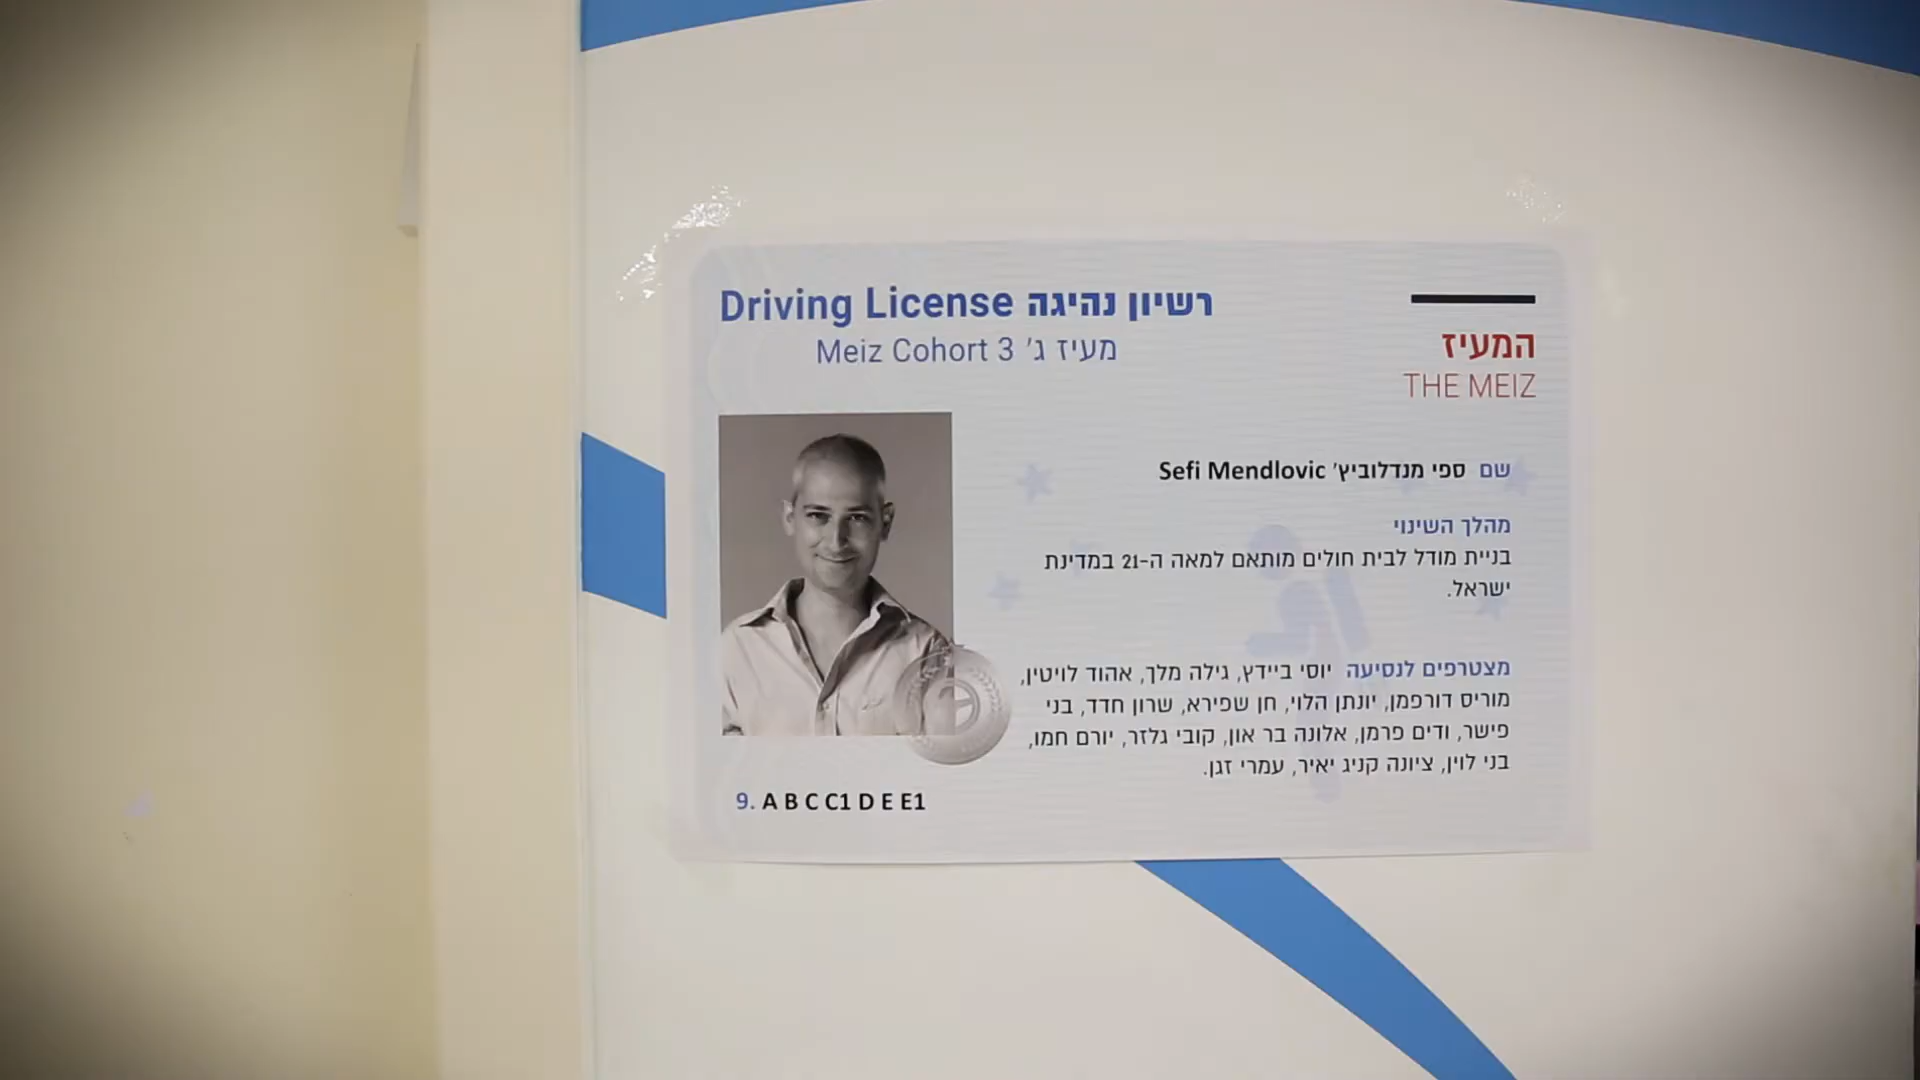 Driving License רשיון נהיגה
Meiz Cohort 3 מעיז ג'
המעיז
THE MEIZ
שם ספי מנדלוביץ' Sefi Mendlovic
מהלך השינוי
בניית מודל לבית חולים מותאם למאה ה-21 במדינת
ישראל.
מצטרפים לנסיעה יוסי ביידץ, גילה מלך, אהוד לויטין,
מוריס דורפמן, יונתן הלוי, חן שפירא, שרון חדד, בני
פישר, ודים פרמן, אלונה בר און, קובי גלזר, יורם חמו,
בני לוין, ציונה קניג יאיר, עמרי זגן.
9. A B C C1 D E E1